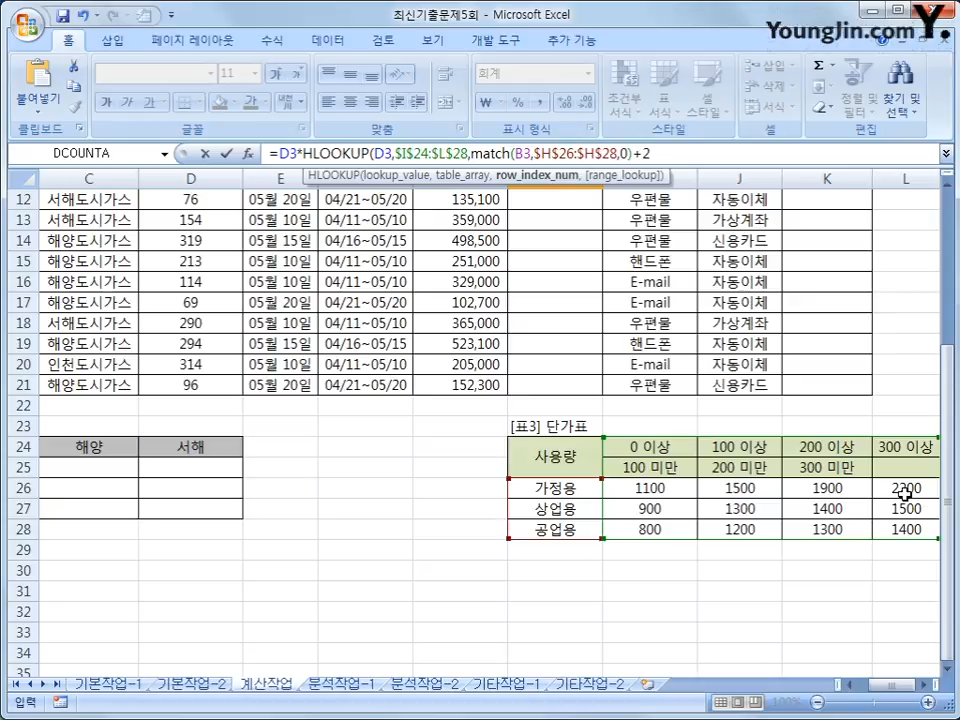 최신기출문제5회 - Microsoft Excel
YoungJin.com Y.
홈 삽입 페이지 레이아웃 수식 데이터 검토 보기 개발 도구 추가 기능
붙여넣기 가 가 가 11 가 가 가 내천 회계 ₩ % , 조건부 서식 표 서식 셀 스타일 삽입 삭제 서식 Σ 정렬 및 필터 찾기 및 선택
클립보드 글꼴 맞춤 표시 형식 스타일 셀 편집
DCOUNTA =D3*HLOOKUP(D3,$I$24:$L$28,match(B3,$H$26:$H$28,0)+2
HLOOKUP(lookup_value, table_array, row_index_num, [range_lookup])
C D E J K L
12 서해도시가스 76 05월 20일 04/21~05/20 135,100 우편물 자동이체
13 서해도시가스 154 05월 10일 04/11~05/10 359,000 우편물 가상계좌
14 해양도시가스 319 05월 15일 04/16~05/15 498,500 우편물 신용카드
15 해양도시가스 213 05월 10일 04/11~05/10 251,000 핸드폰 자동이체
16 해양도시가스 114 05월 10일 04/11~05/10 329,000 E-mail 자동이체
17 해양도시가스 69 05월 20일 04/21~05/20 102,700 E-mail 자동이체
18 서해도시가스 290 05월 10일 04/11~05/10 365,000 우편물 가상계좌
19 해양도시가스 294 05월 15일 04/16~05/15 523,100 핸드폰 자동이체
20 인천도시가스 314 05월 10일 04/11~05/10 205,000 E-mail 자동이체
21 해양도시가스 96 05월 20일 04/21~05/20 152,300 우편물 신용카드
22
23 [표3] 단가표
24 해양 서해 사용량 0 이상 100 이상 200 이상 300 이상
25 100 미만 200 미만 300 미만
26 가정용 1100 1500 1900
27 상업용 900 1300 1400 1500
28 공업용 800 1200 1300 1400
29
30
31
32
33
34
35
기본작업-1 기본작업-2 계산작업 분석작업-1 분석작업-2 기타작업-1 기타작업-2
입력 100%